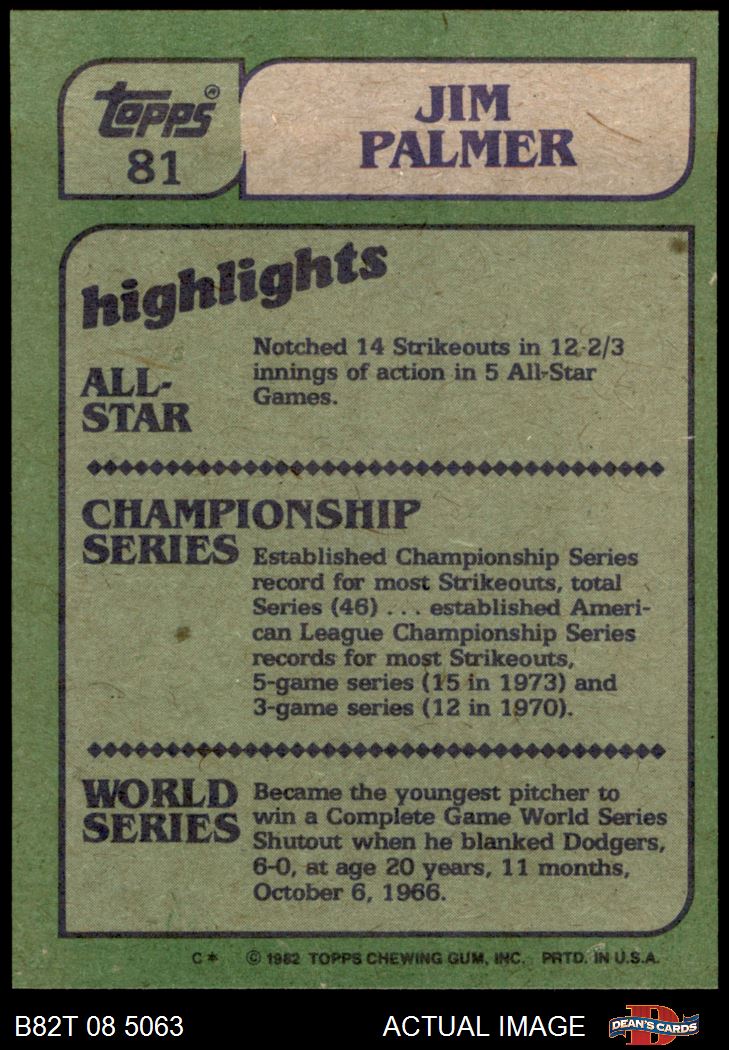 topps®
81
JIM
PALMER
highlights
ALL-
STAR
Notched 14 Strikeouts in 12-2/3
innings of action in 5 All-Star
Games.
CHAMPIONSHIP
SERIES
Established Championship Series
record for most Strikeouts, total
Series (46) . . . established Ameri-
can League Championship Series
records for most Strikeouts,
5-game series (15 in 1973) and
3-game series (12 in 1970).
WORLD
SERIES
Became the youngest pitcher to
win a Complete Game World Series
Shutout when he blanked Dodgers,
6-0, at age 20 years, 11 months,
October 6, 1966.
C* © 1982 TOPPS CHEWING GUM, INC. PRTD. IN U.S.A.
B82T 08 5063 ACTUAL IMAGE
D
DEAN'S CARDS